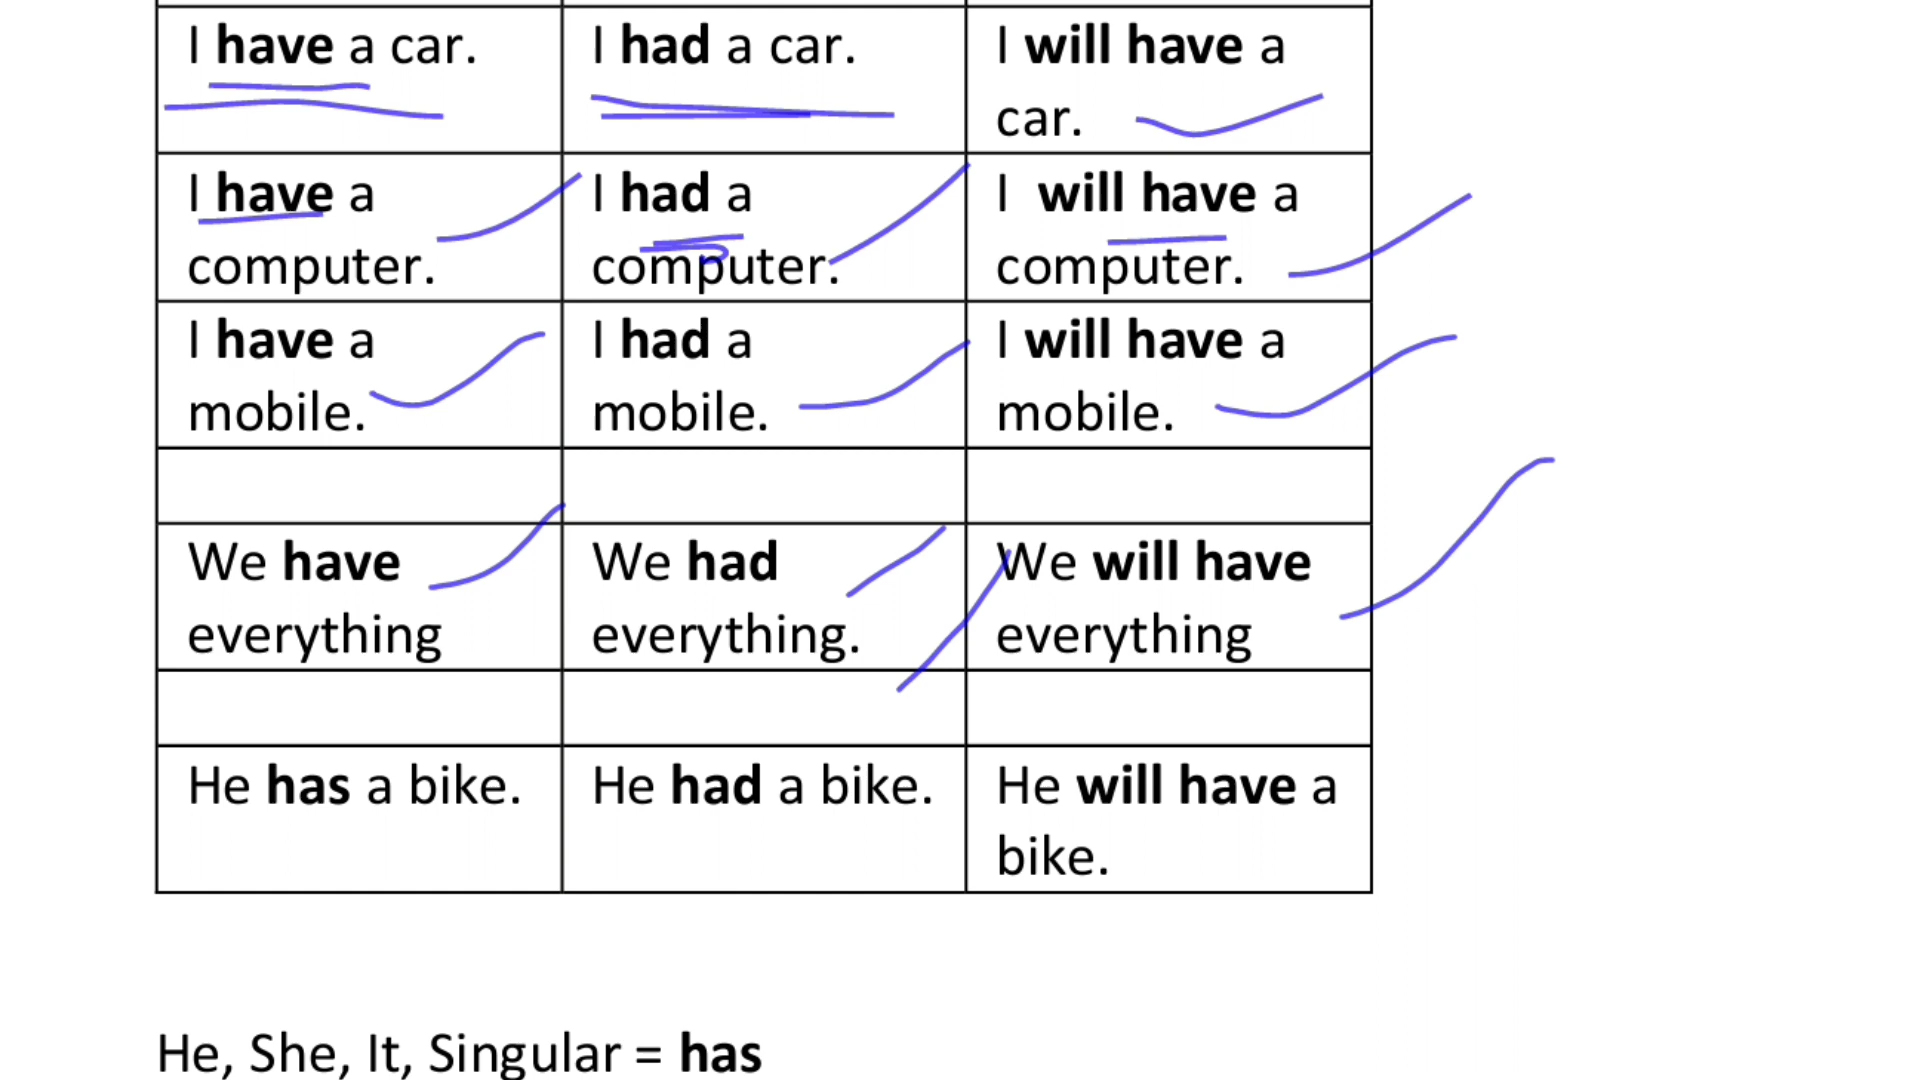 I have a car.
I had a car.
I will have a
car.
I have a
computer.
I had a
computer.
I  will have a
computer.
I have a
mobile.
I had a
mobile.
I will have a
mobile.
We have
everything
We had
everything.
We will have
everything
He has a bike.
He had a bike.
He will have a
bike.
He, She, It, Singular = has